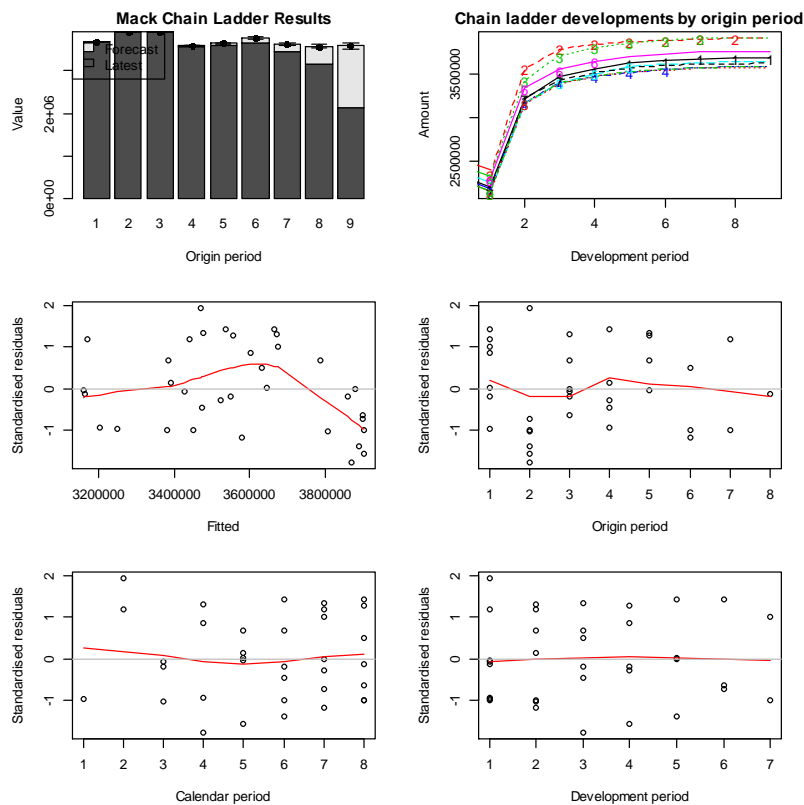 Mack Chain Ladder Results
Forecast
Latest
Value
0e+00
2e+06
1 2 3 4 5 6 7 8 9
Origin period
Chain ladder developments by origin period
Amount
2500000
3500000
2 4 6 8
Development period
Standardised residuals
-1 0 1 2
3200000 3400000 3600000 3800000
Fitted
Standardised residuals
-1 0 1 2
1 2 3 4 5 6 7 8
Origin period
Standardised residuals
-1 0 1 2
1 2 3 4 5 6 7 8
Calendar period
Standardised residuals
-1 0 1 2
1 2 3 4 5 6 7
Development period